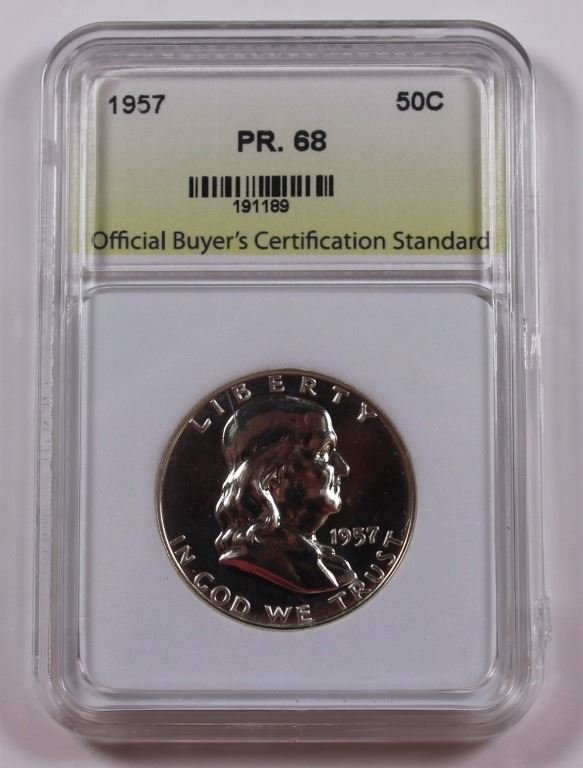 1957 50C
PR. 68
191189
Official Buyer's Certification Standard
LIBERTY
1957
IN GOD WE TRUST